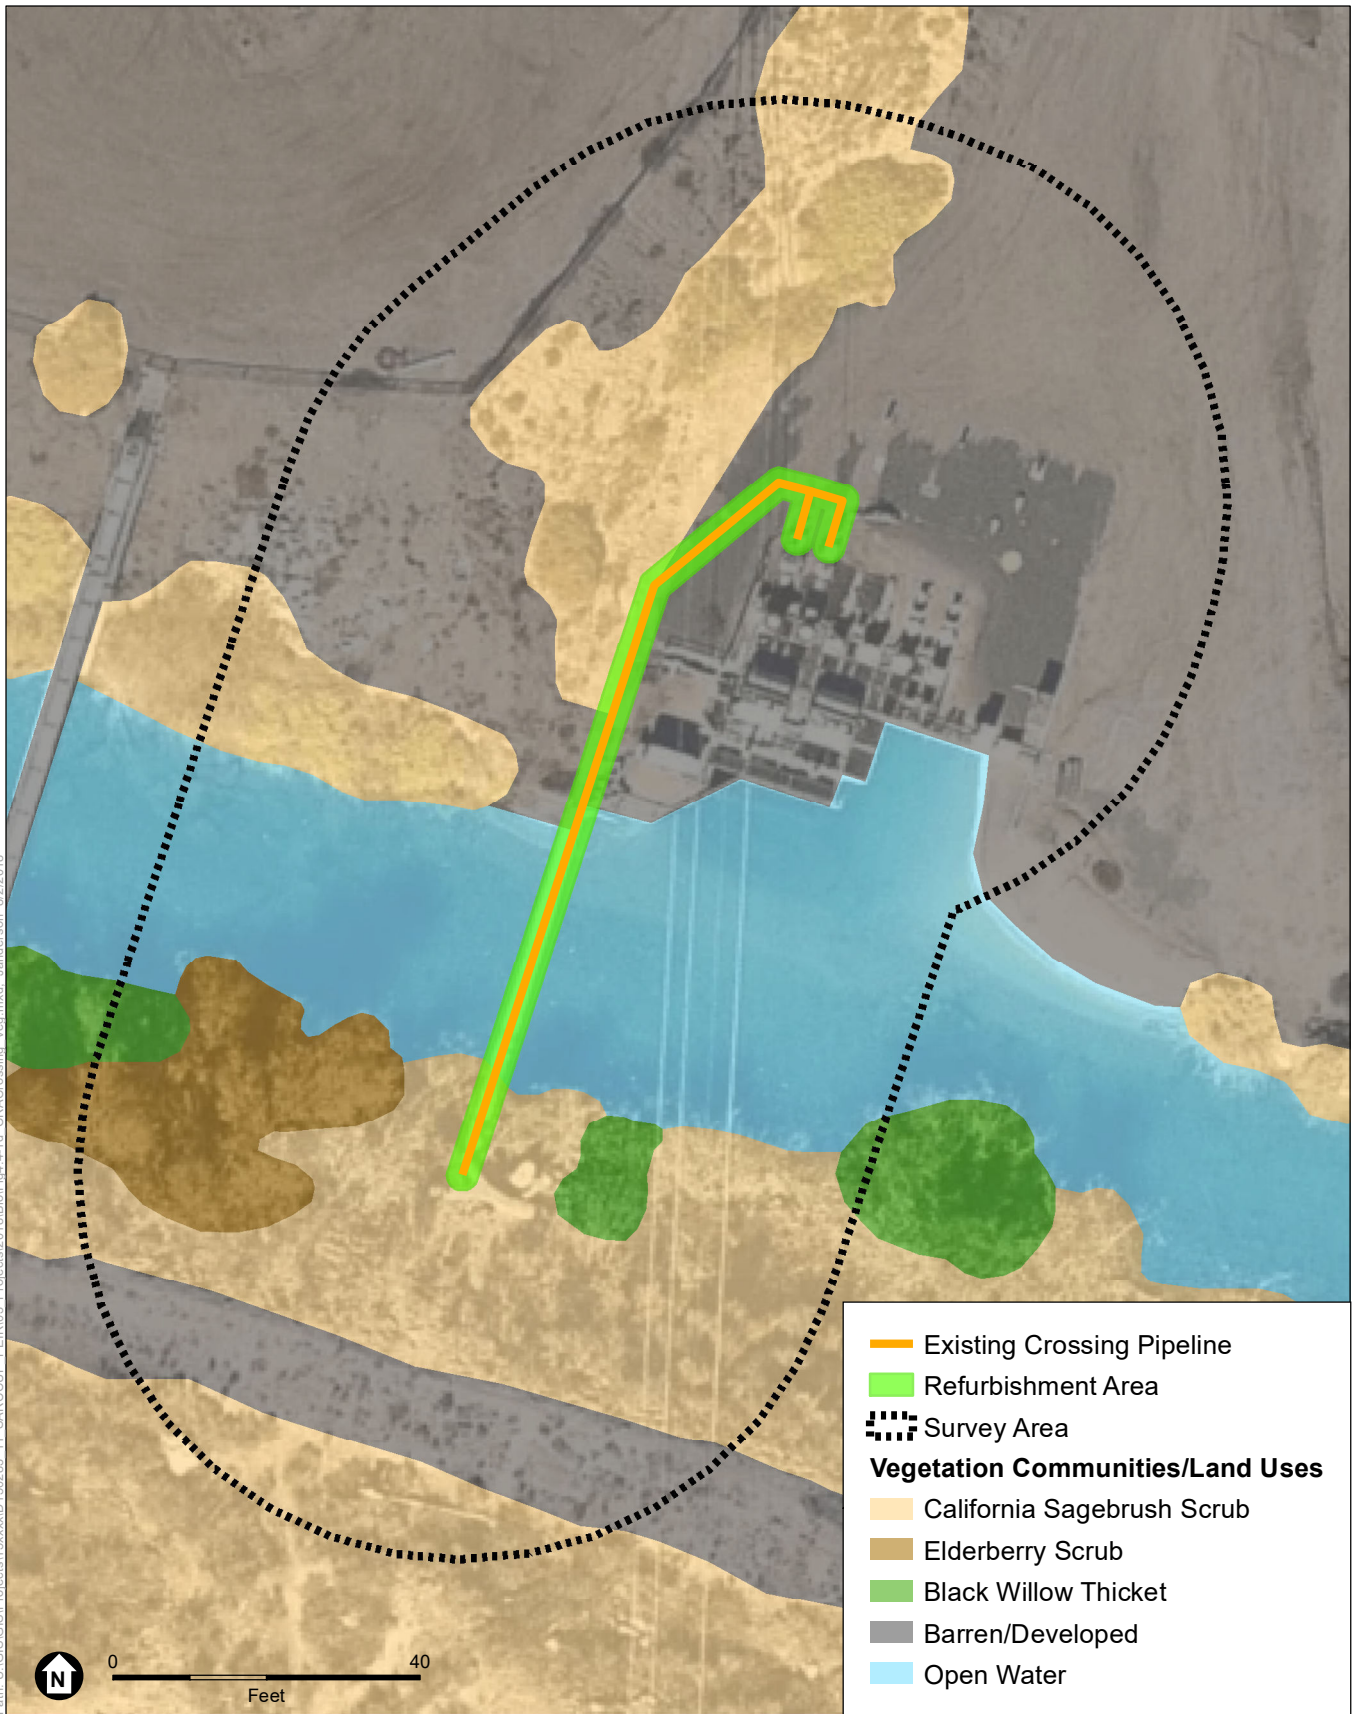 Existing Crossing Pipeline
Refurbishment Area
Survey Area
Vegetation Communities/Land Uses
California Sagebrush Scrub
Elderberry Scrub
Black Willow Thicket
Barren/Developed
Open Water
N
0 40
Feet